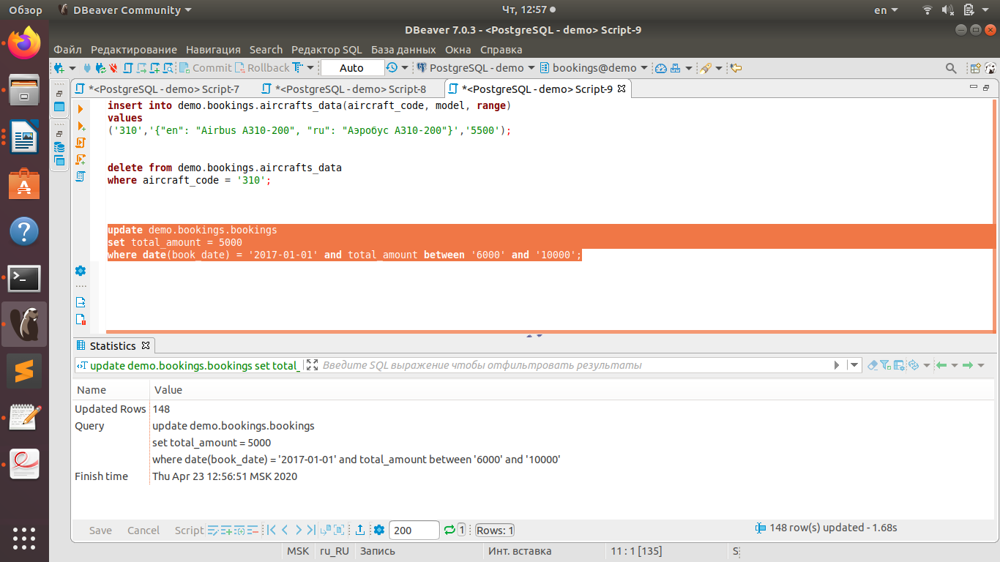 Обзор
DBeaver Community
Чт, 12:57
en
DBeaver 7.0.3 - <PostgreSQL - demo> Script-9
Файл Редактирование Навигация Search Редактор SQL База данных Окна Справка
Commit Rollback Auto PostgreSQL - demo bookings@demo
*<PostgreSQL - demo> Script-7 *<PostgreSQL - demo> Script-8 *<PostgreSQL - demo> Script-9
insert into demo.bookings.aircrafts_data(aircraft_code, model, range)
values
('310','{"en": "Airbus A310-200", "ru": "Аэробус A310-200"}','5500');
delete from demo.bookings.aircrafts_data
where aircraft_code = '310';
update demo.bookings.bookings
set total_amount = 5000
where date(book_date) = '2017-01-01' and total_amount between '6000' and '10000';
Statistics
update demo.bookings.bookings set total_ Введите SQL выражение чтобы отфильтровать результаты
Name Value
Updated Rows 148
Query update demo.bookings.bookings
set total_amount = 5000
where date(book_date) = '2017-01-01' and total_amount between '6000' and '10000'
Finish time Thu Apr 23 12:56:51 MSK 2020
Save Cancel Script 200 1 Rows: 1 148 row(s) updated - 1.68s
MSK ru_RU Запись Инт. вставка 11 : 1 [135] S